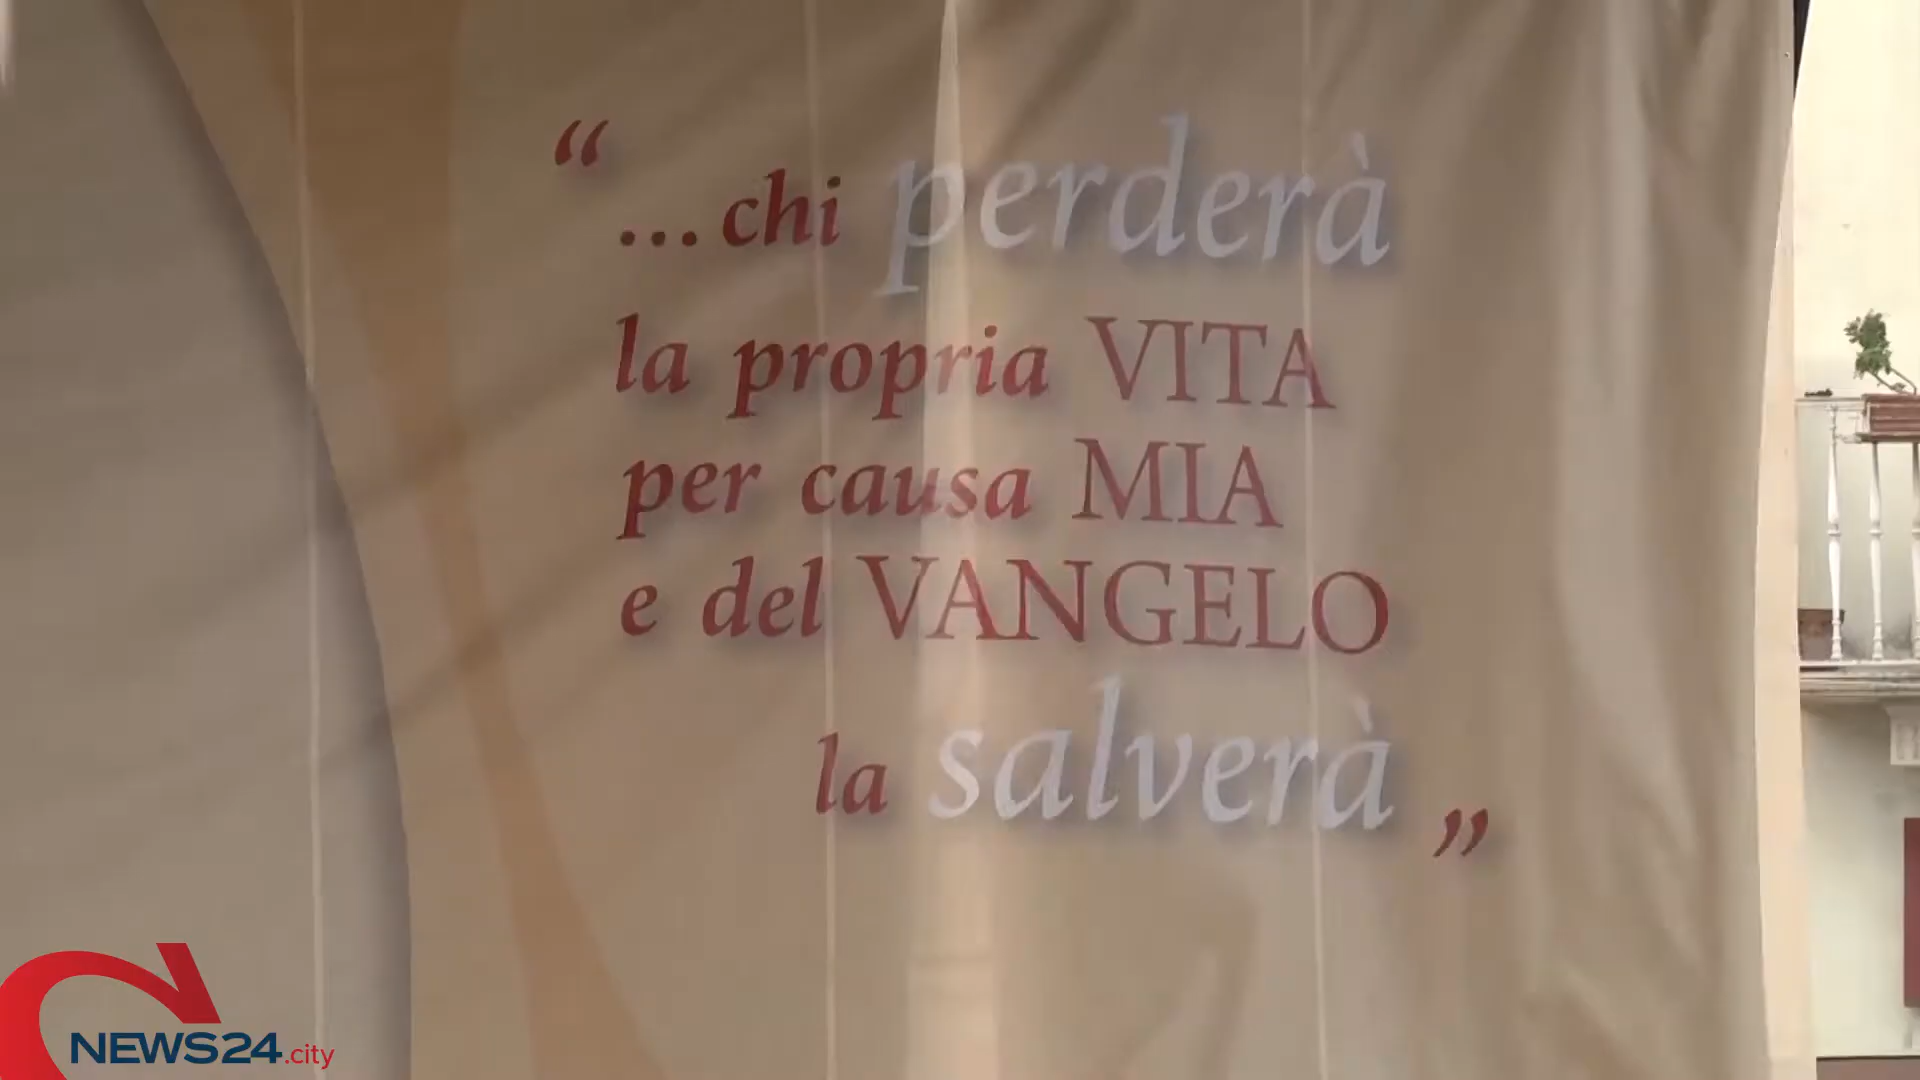 “
...chi perderà
la propria VITA
per causa MIA
e del VANGELO
la salverà ”
NEWS24.city